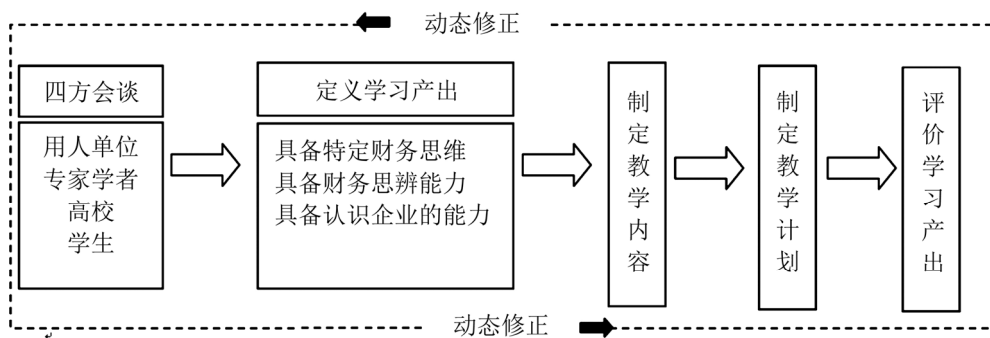 动态修正
四方会谈
用人单位
专家学者
高校
学生
定义学习产出
具备特定财务思维
具备财务思辨能力
具备认识企业的能力
制定教学内容
制定教学计划
评价学习产出
动态修正